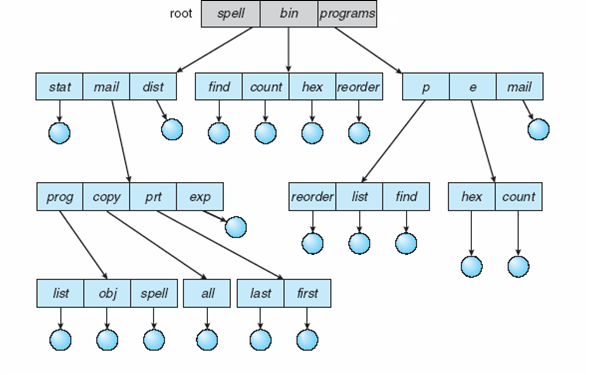 root spell bin programs
stat mail dist find count hex reorder p e mail
prog copy prt exp reorder list find hex count
list obj spell all last first